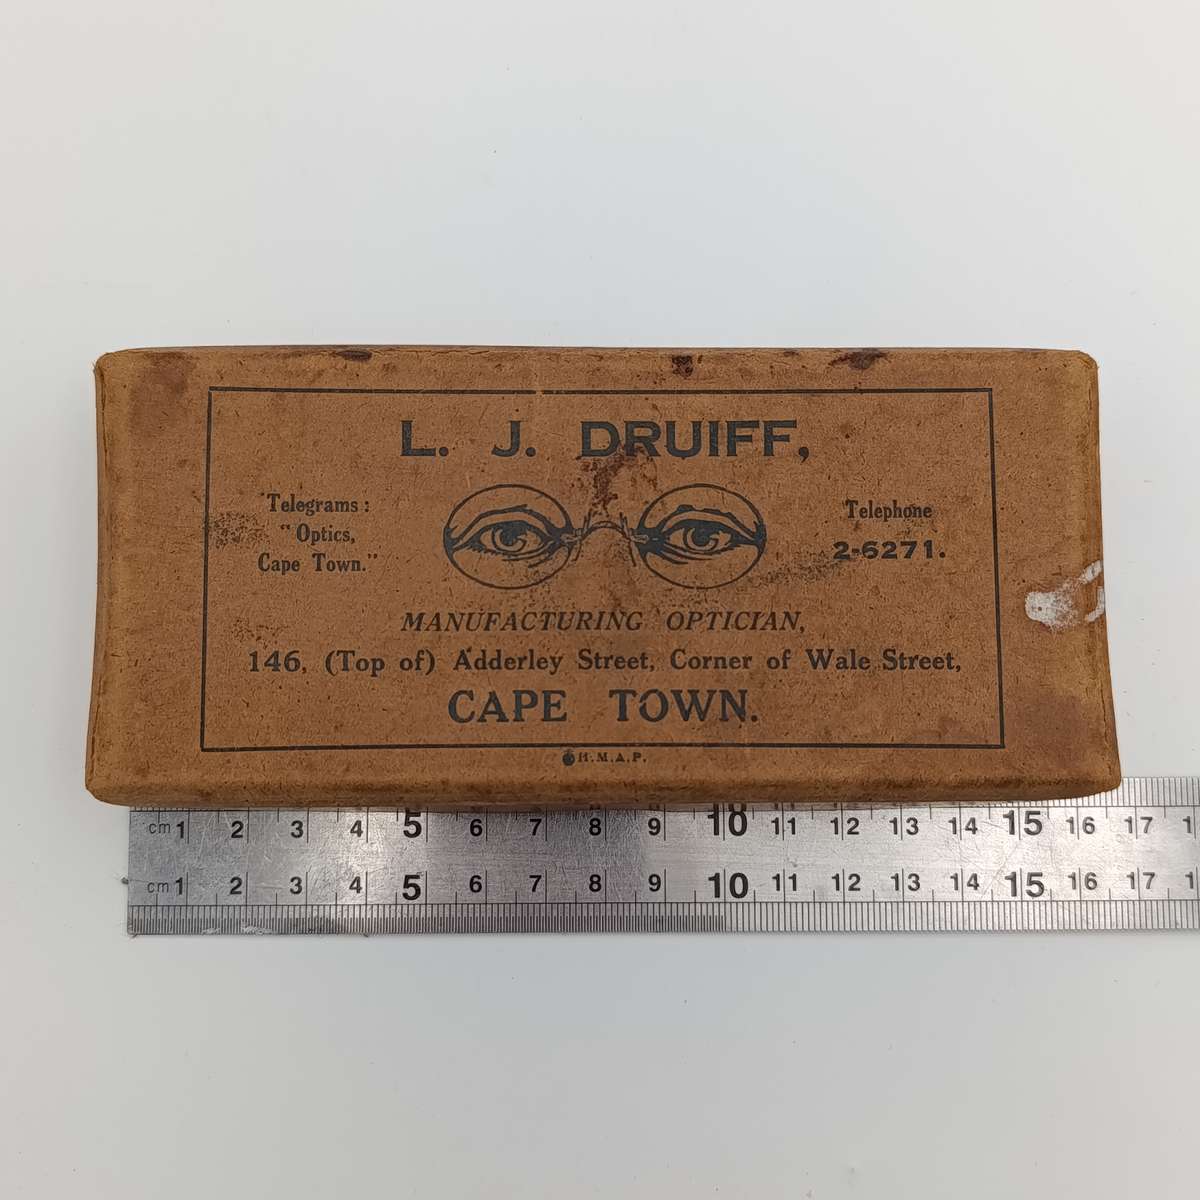 L. J. DRUIFF,
Telegrams:
"Optics,
Cape Town."
Telephone
2-6271.
MANUFACTURING OPTICIAN,
146, (Top of) Adderley Street, Corner of Wale Street,
CAPE TOWN.
H.M.A.P.
cm 1 2 3 4 5 6 7 8 9 10 11 12 13 14 15 16 17
cm 1 2 3 4 5 6 7 8 9 10 11 12 13 14 15 16 17